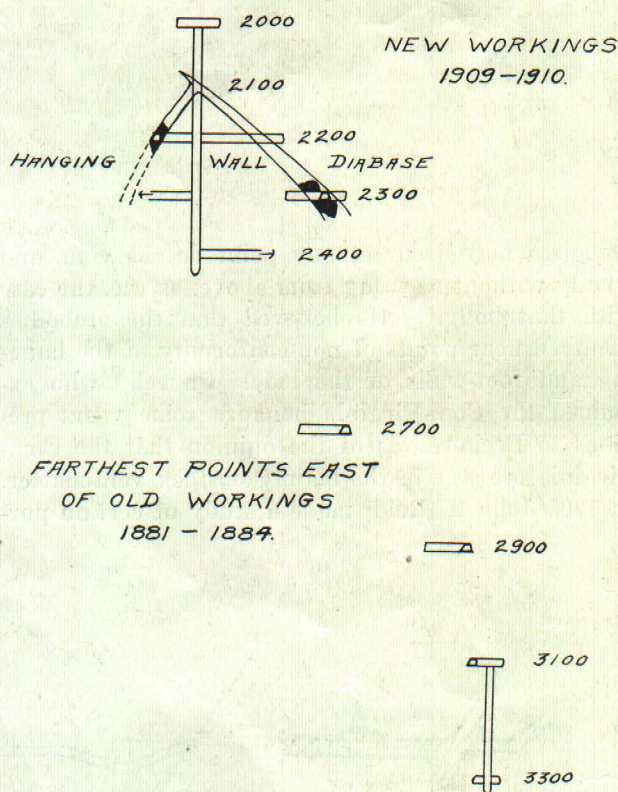 2000
NEW WORKINGS
1909-1910.
2100
2200
HANGING WALL DIABASE
2300
2400
2700
FARTHEST POINTS EAST
OF OLD WORKINGS
1881 - 1884.
2900
3100
3300